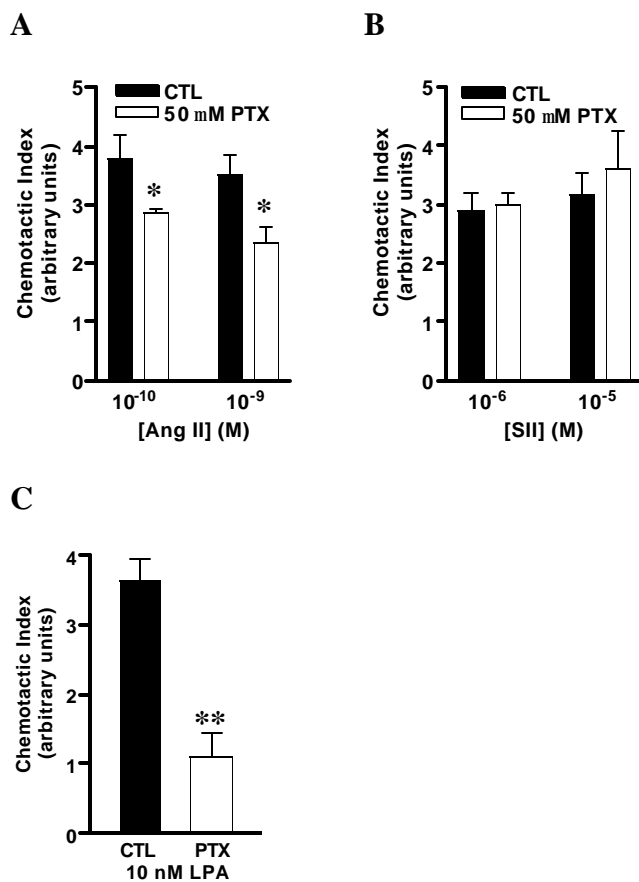 A
5
4
3
2
1
0
Chemotactic Index
(arbitrary units)
CTL
50 mM PTX
*
*
10⁻¹⁰
10⁻⁹
[Ang II] (M)
B
5
4
3
2
1
0
Chemotactic Index
(arbitrary units)
CTL
50 mM PTX
10⁻⁶
10⁻⁵
[SII] (M)
C
4
3
2
1
0
Chemotactic Index
(arbitrary units)
**
CTL PTX
10 nM LPA